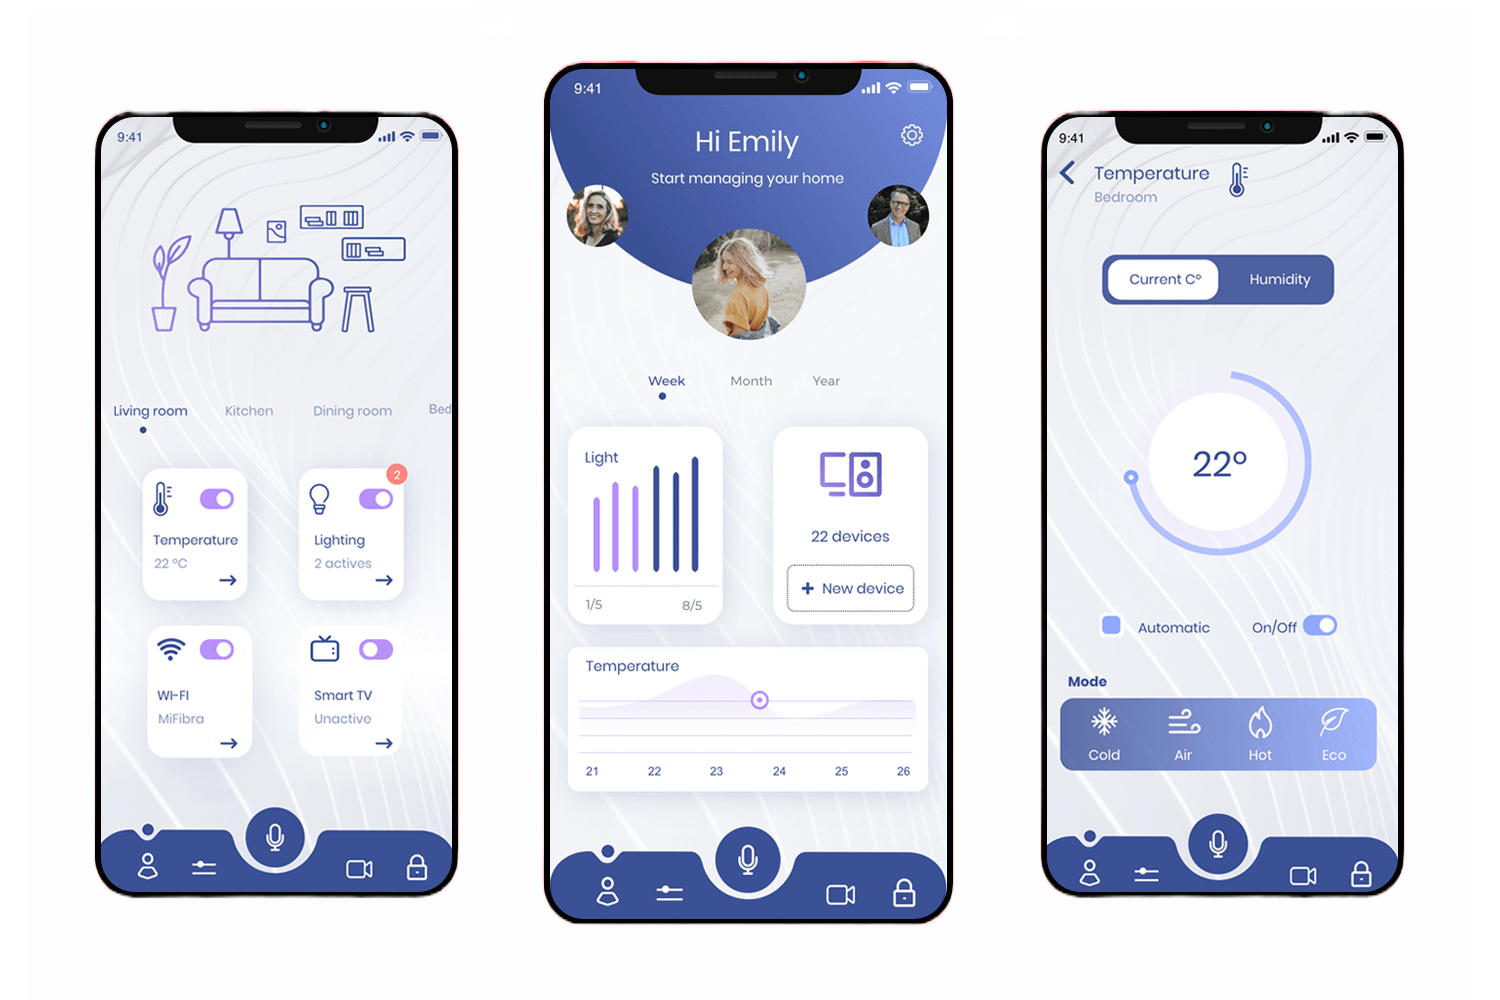 9:41
Living room Kitchen Dining room Bed
2
Temperature
22 ºC
Lighting
2 actives
WI-FI
MiFibra
Smart TV
Unactive
9:41
Hi Emily
Start managing your home
Week Month Year
Light
1/5 8/5
22 devices
+ New device
Temperature
21 22 23 24 25 26
9:41
Temperature
Bedroom
Current Cº Humidity
22º
Automatic On/Off
Mode
Cold Air Hot Eco